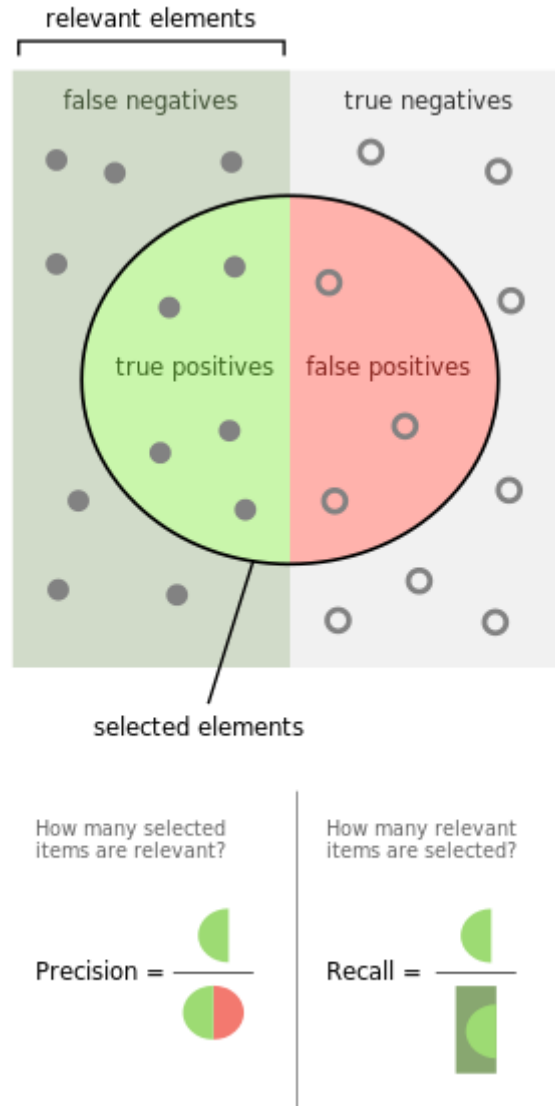 relevant elements
false negatives
true negatives
true positives
false positives
selected elements
How many selected
items are relevant?
How many relevant
items are selected?
Precision =
Recall =